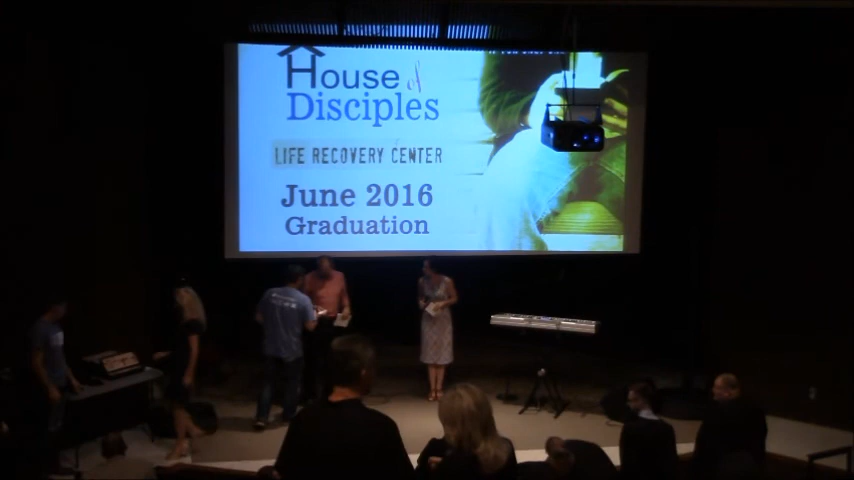 House of
Disciples
LIFE RECOVERY CENTER
June 2016
Graduation